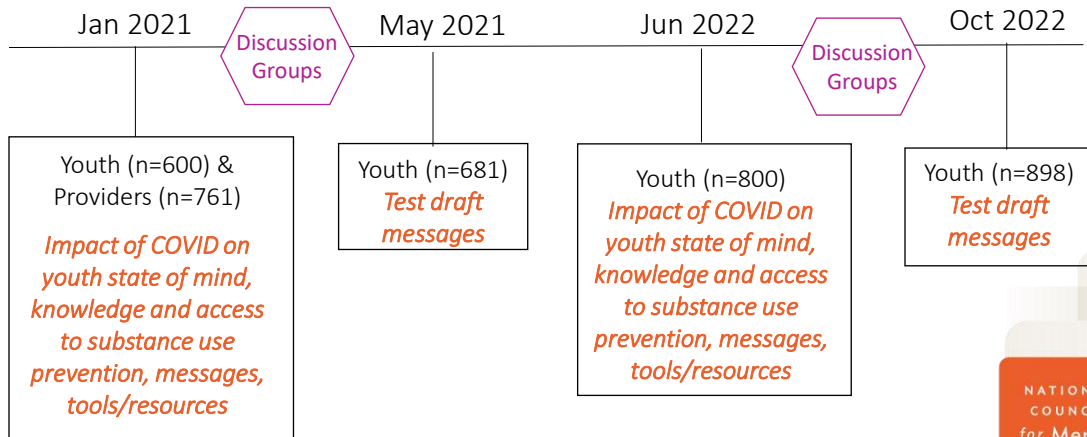 Jan 2021
Discussion
Groups
May 2021
Jun 2022
Discussion
Groups
Oct 2022
Youth (n=600) &
Providers (n=761)
Impact of COVID on
youth state of mind,
knowledge and access
to substance use
prevention, messages,
tools/resources
Youth (n=681)
Test draft
messages
Youth (n=800)
Impact of COVID on
youth state of mind,
knowledge and access
to substance use
prevention, messages,
tools/resources
Youth (n=898)
Test draft
messages
NATION
COUNC
for Me